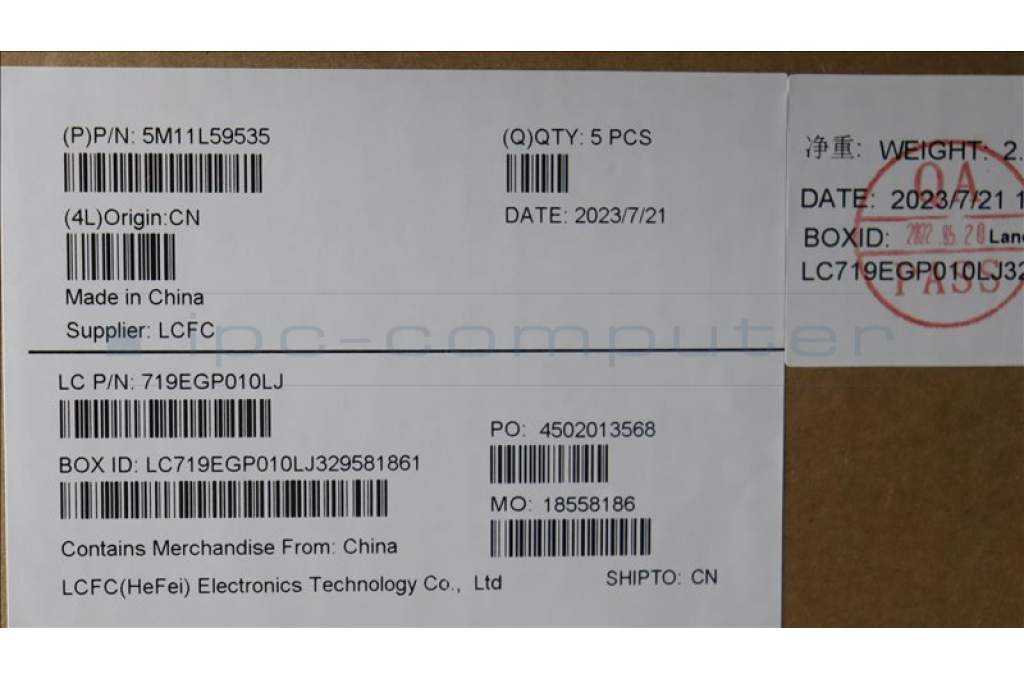 (P)P/N: 5M11L59535
(Q)QTY: 5 PCS
(4L)Origin:CN
DATE: 2023/7/21
Made in China
Supplier: LCFC
LC P/N: 719EGP010LJ
PO: 4502013568
BOX ID: LC719EGP010LJ329581861
MO: 18558186
Contains Merchandise From: China
LCFC(HeFei) Electronics Technology Co., Ltd
SHIPTO: CN
净重: WEIGHT: 2.
DATE: 2023/7/21 1
BOXID:
LC719EGP010LJ32
QA
PASS
ipc-computer